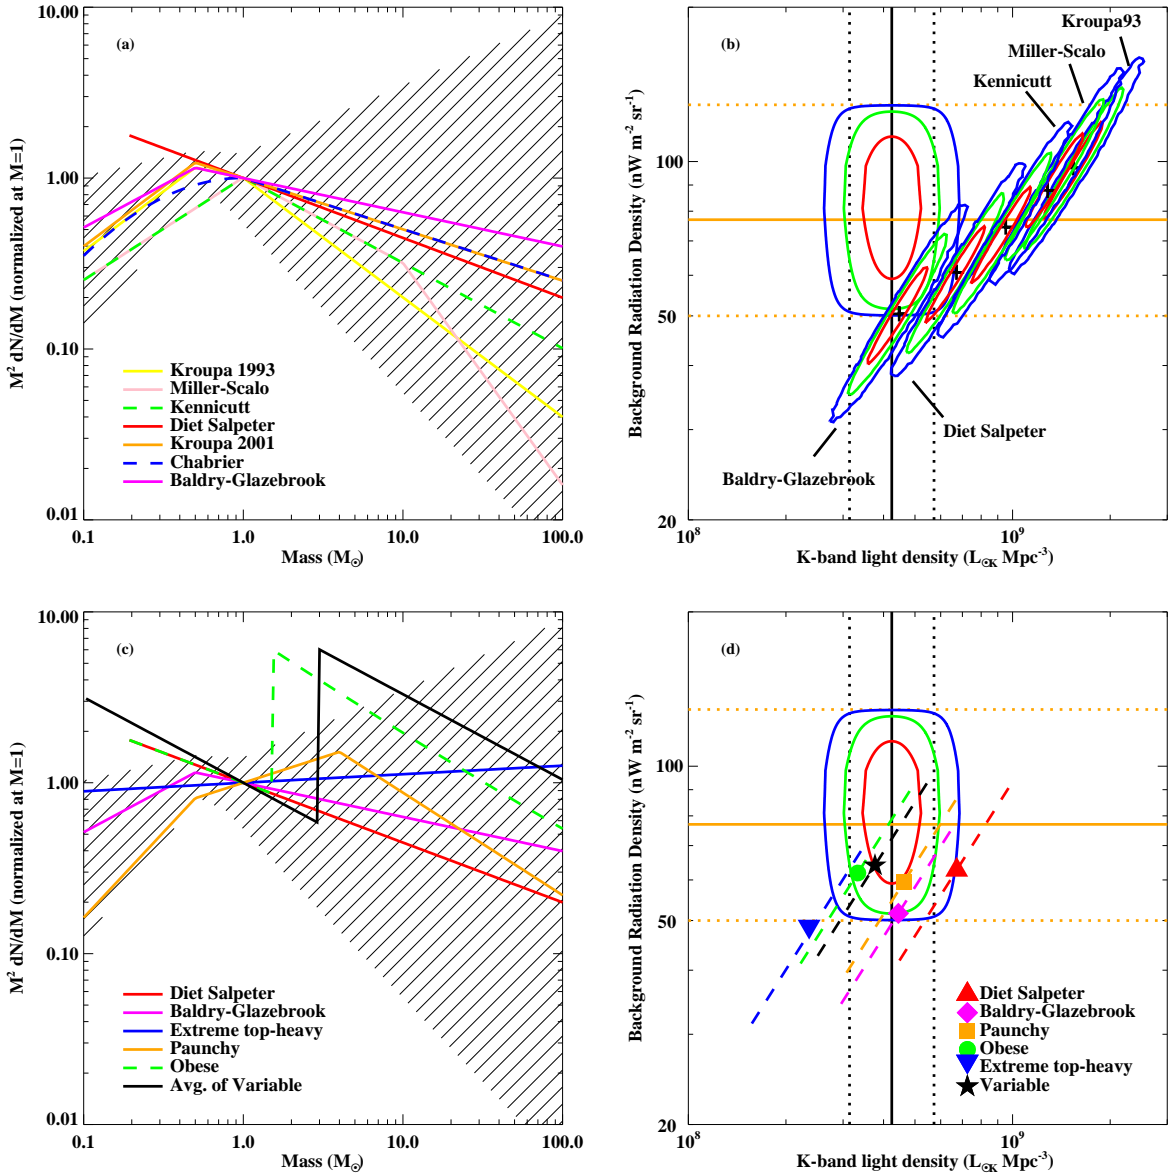 (a)
M² dN/dM (normalized at M=1)
10.00
1.00
0.10
0.01
0.1
1.0
10.0
100.0
Mass (M⊙)
Kroupa 1993
Miller-Scalo
Kennicutt
Diet Salpeter
Kroupa 2001
Chabrier
Baldry-Glazebrook
(b)
Background Radiation Density (nW m⁻² sr⁻¹)
100
50
20
10⁸
10⁹
K-band light density (L⊙K Mpc⁻³)
Kroupa93
Miller-Scalo
Kennicutt
Diet Salpeter
Baldry-Glazebrook
(c)
M² dN/dM (normalized at M=1)
10.00
1.00
0.10
0.01
0.1
1.0
10.0
100.0
Mass (M⊙)
Diet Salpeter
Baldry-Glazebrook
Extreme top-heavy
Paunchy
Obese
Avg. of Variable
(d)
Background Radiation Density (nW m⁻² sr⁻¹)
100
50
20
10⁸
10⁹
K-band light density (L⊙K Mpc⁻³)
Diet Salpeter
Baldry-Glazebrook
Paunchy
Obese
Extreme top-heavy
Variable